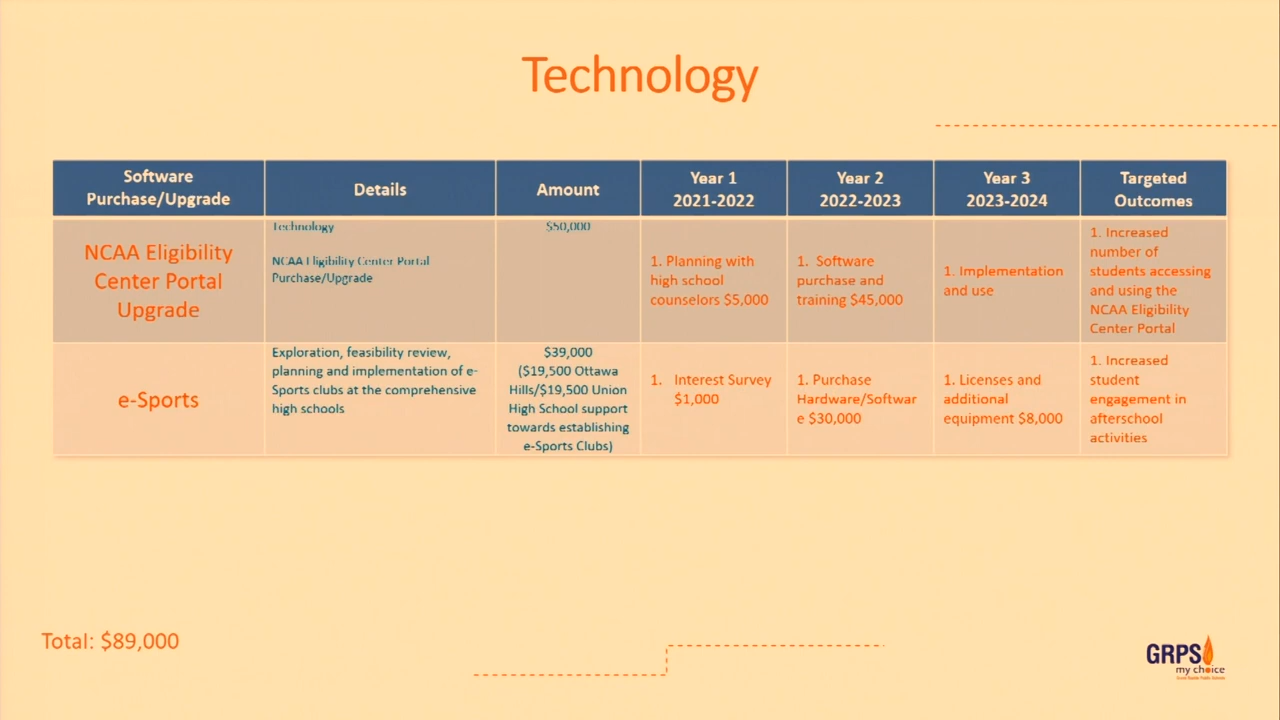 Technology
Software
Purchase/Upgrade
Details
Amount
Year 1
2021-2022
Year 2
2022-2023
Year 3
2023-2024
Targeted
Outcomes
NCAA Eligibility
Center Portal
Upgrade
Technology
NCAA Eligibility Center Portal
Purchase/Upgrade
$50,000
1. Planning with
high school
counselors $5,000
1. Software
purchase and
training $45,000
1. Implementation
and use
1. Increased
number of
students accessing
and using the
NCAA Eligibility
Center Portal
e-Sports
Exploration, feasibility review,
planning and implementation of e-
Sports clubs at the comprehensive
high schools
$39,000
($19,500 Ottawa
Hills/$19,500 Union
High School support
towards establishing
e-Sports Clubs)
1. Interest Survey
$1,000
1. Purchase
Hardware/Softwar
e $30,000
1. Licenses and
additional
equipment $8,000
1. Increased
student
engagement in
afterschool
activities
Total: $89,000
GRPS
my choice